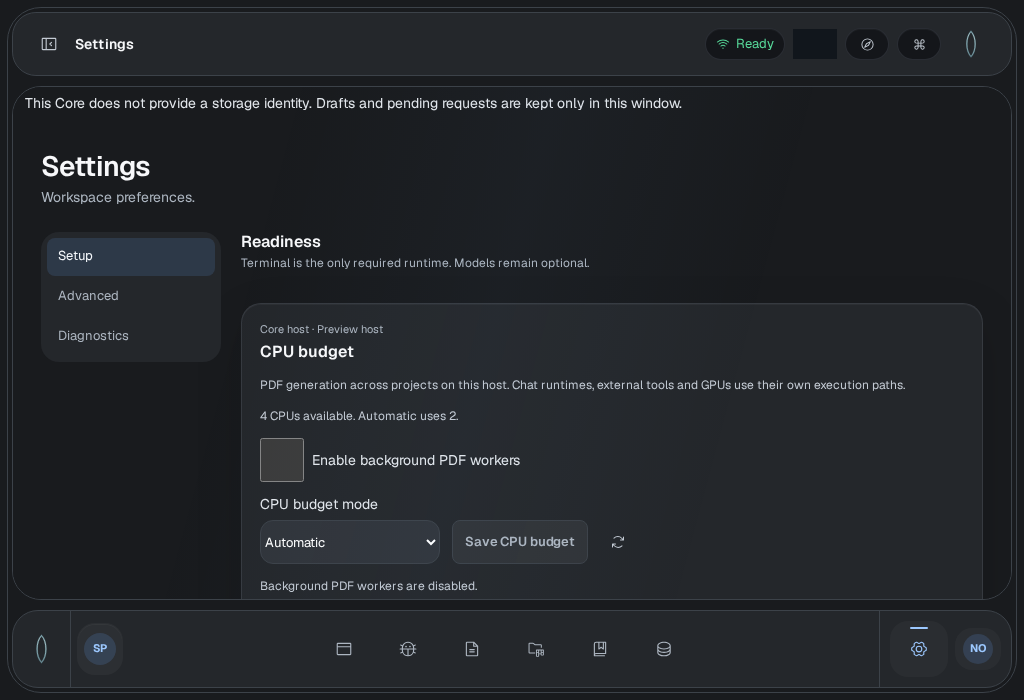 Settings
Ready
This Core does not provide a storage identity. Drafts and pending requests are kept only in this window.
Settings
Workspace preferences.
Setup
Advanced
Diagnostics
Readiness
Terminal is the only required runtime. Models remain optional.
Core host · Preview host
CPU budget
PDF generation across projects on this host. Chat runtimes, external tools and GPUs use their own execution paths.
4 CPUs available. Automatic uses 2.
Enable background PDF workers
CPU budget mode
Automatic
Save CPU budget
Background PDF workers are disabled.
SP
NO